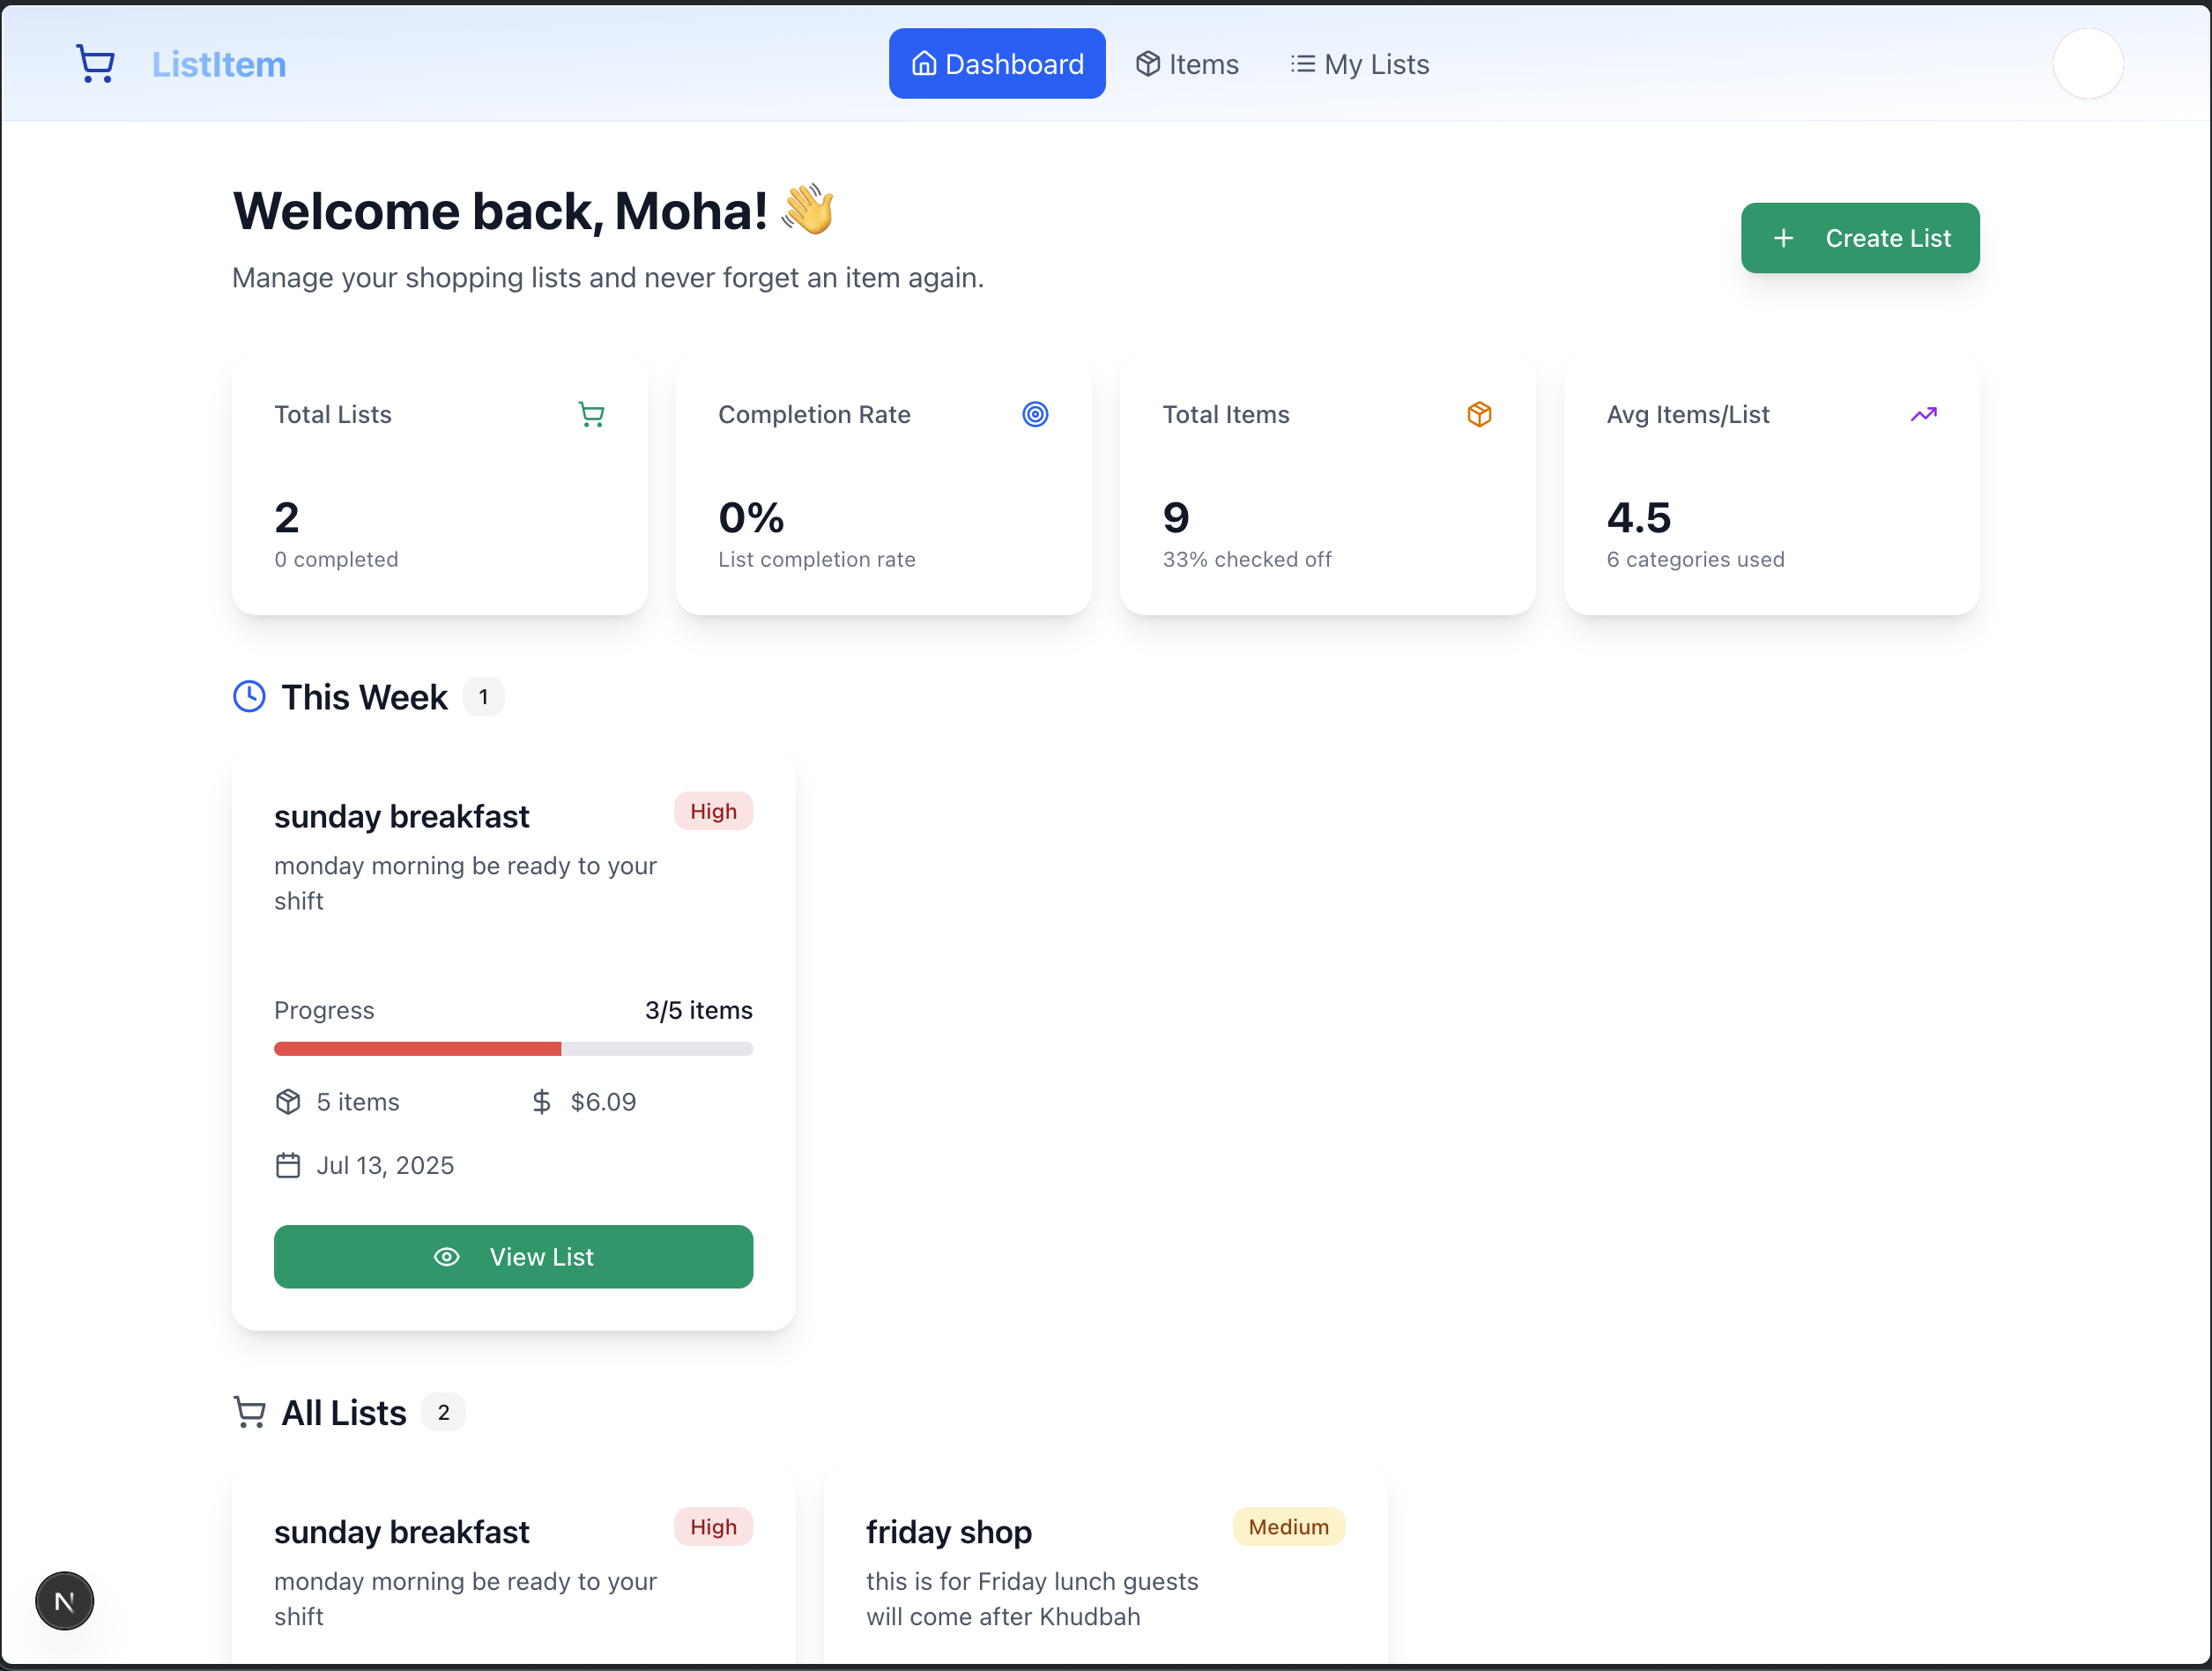 ListItem
Dashboard
Items
My Lists
Welcome back, Moha! 👋
Manage your shopping lists and never forget an item again.
Create List
Total Lists
2
0 completed
Completion Rate
0%
List completion rate
Total Items
9
33% checked off
Avg Items/List
4.5
6 categories used
This Week 1
sunday breakfast
High
monday morning be ready to your
shift
Progress
3/5 items
5 items
$ $6.09
Jul 13, 2025
View List
All Lists 2
sunday breakfast
High
monday morning be ready to your
shift
friday shop
Medium
this is for Friday lunch guests
will come after Khudbah
N